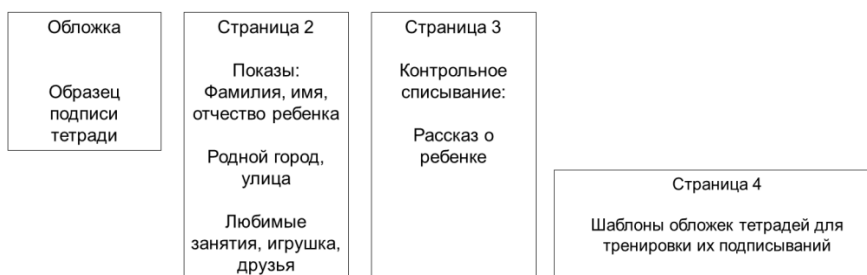 Обложка
Образец
подписи
тетради
Страница 2
Показы:
Фамилия, имя,
отчество ребенка
Родной город,
улица
Любимые
занятия, игрушка,
друзья
Страница 3
Контрольное
списывание:
Рассказ о
ребенке
Страница 4
Шаблоны обложек тетрадей для
тренировки их подписываний